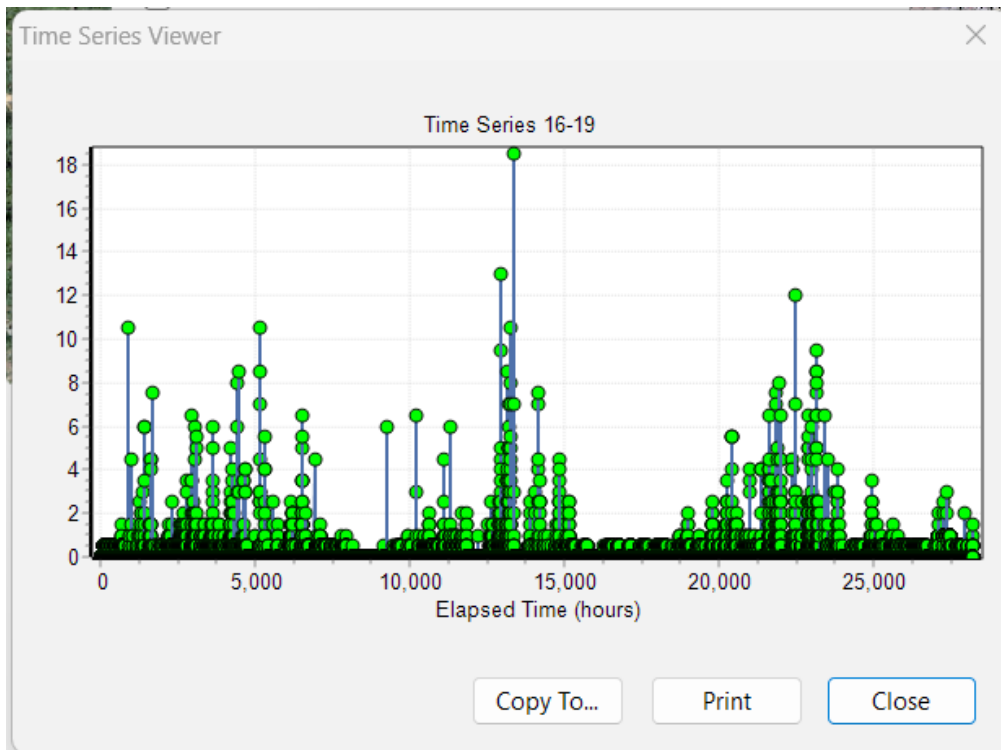 Time Series Viewer
Time Series 16-19
18
16
14
12
10
8
6
4
2
0
0 5,000 10,000 15,000 20,000 25,000
Elapsed Time (hours)
Copy To... Print Close